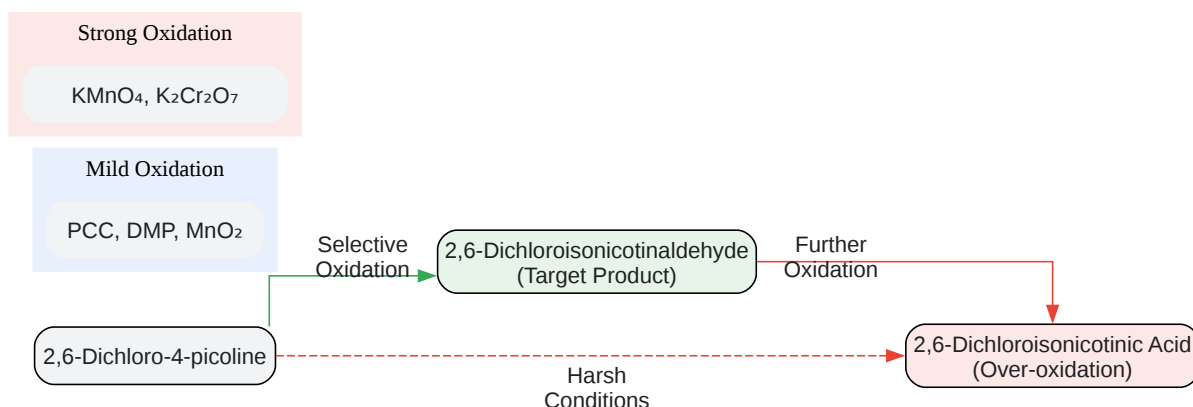 Strong Oxidation
KMnO₄, K₂Cr₂O₇
Mild Oxidation
PCC, DMP, MnO₂
Selective
Oxidation
2,6-Dichloroisonicotinaldehyde
(Target Product)
Further
Oxidation
2,6-Dichloro-4-picoline
Harsh
Conditions
2,6-Dichloroisonicotinic Acid
(Over-oxidation)